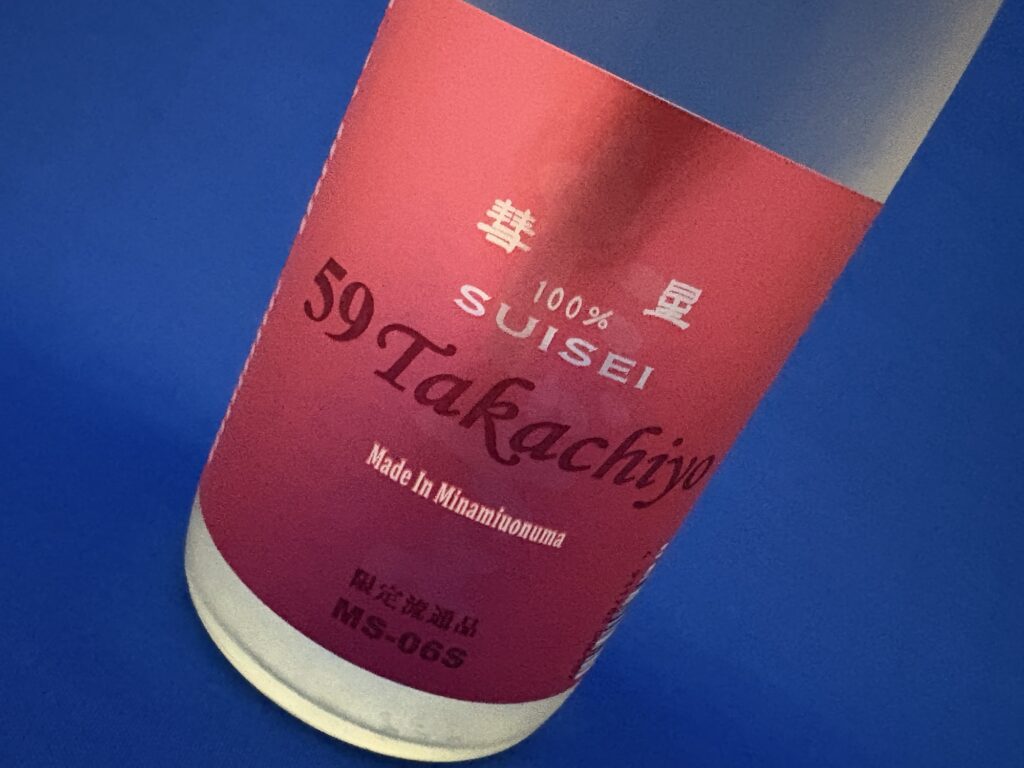 彗星
100%
SUISEI
59 Takachiyo
Made In Minamiuonuma
限定流通品
MS-06S